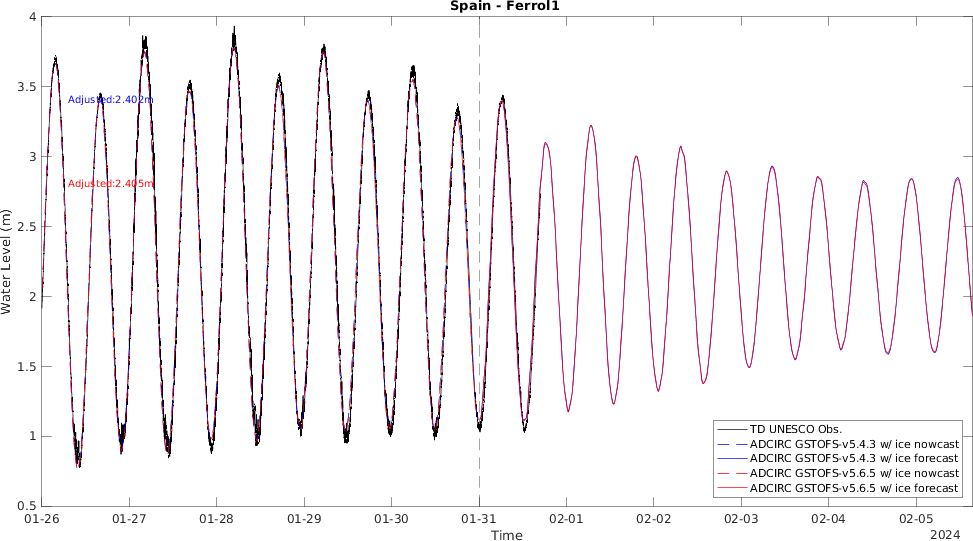 Spain - Ferrol1
4
3.5
3
2.5
2
1.5
1
0.5
Water Level (m)
Adjusted:2.402m
Adjusted:2.405m
TD UNESCO Obs.
ADCIRC GSTOFS-v5.4.3 w/ ice nowcast
ADCIRC GSTOFS-v5.4.3 w/ ice forecast
ADCIRC GSTOFS-v5.6.5 w/ ice nowcast
ADCIRC GSTOFS-v5.6.5 w/ ice forecast
01-26 01-27 01-28 01-29 01-30 01-31 02-01 02-02 02-03 02-04 02-05
Time
2024